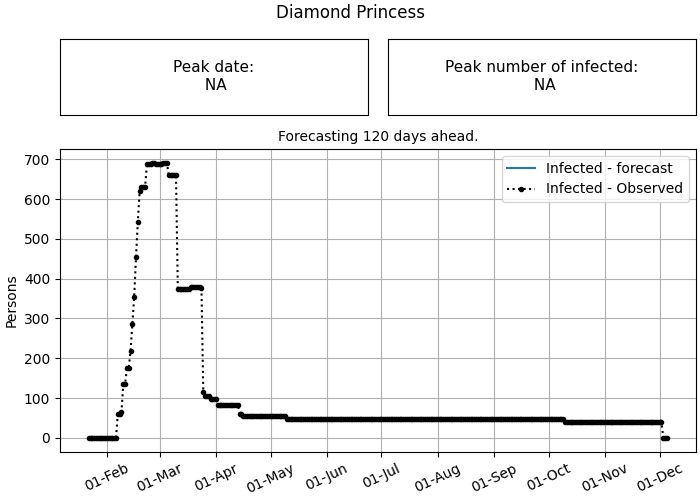 Diamond Princess
Peak date:
NA
Peak number of infected:
NA
Forecasting 120 days ahead.
Infected - forecast
Infected - Observed
Persons
700
600
500
400
300
200
100
0
01-Feb
01-Mar
01-Apr
01-May
01-Jun
01-Jul
01-Aug
01-Sep
01-Oct
01-Nov
01-Dec